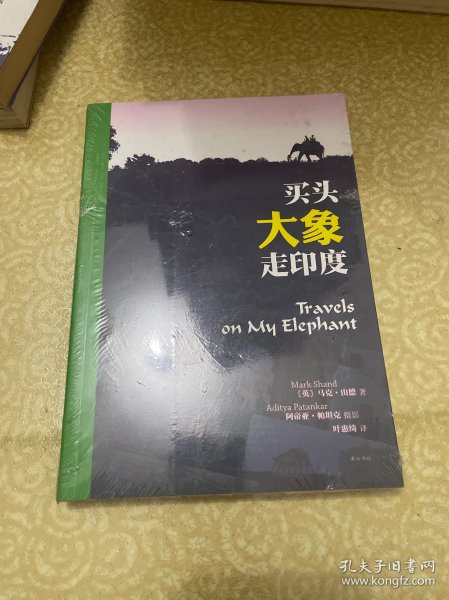 买头
大象
走印度
Travels
on My Elephant
Mark Shand
〔英〕马克·山德 著
Aditya Patankar
阿帝亚·帕坦克 摄影
叶惠绮 译
孔夫子旧书网
www.kongfz.com